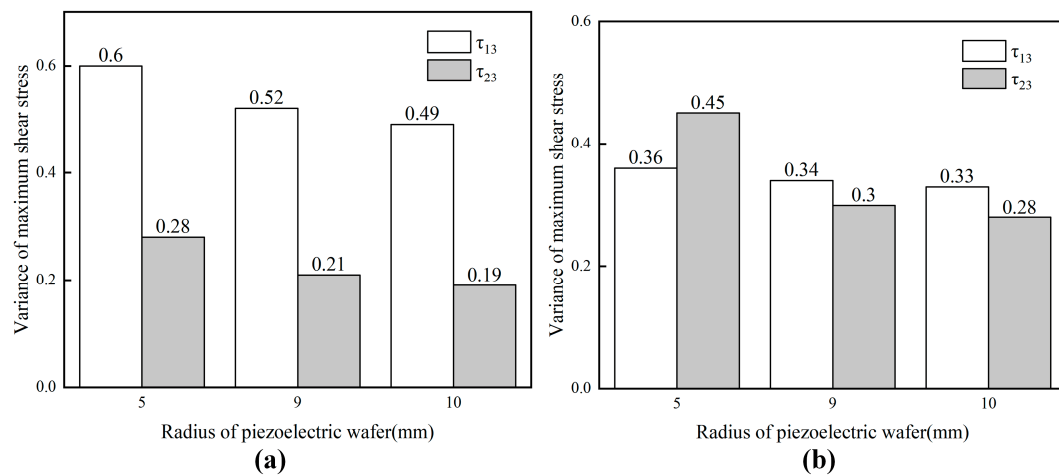 Variance of maximum shear stress
0.6
0.4
0.2
0.0
τ13
τ23
0.6
0.28
0.52
0.21
0.49
0.19
5
9
10
Radius of piezoelectric wafer(mm)
(a)
Variance of maximum shear stress
0.6
0.4
0.2
0.0
τ13
τ23
0.36
0.45
0.34
0.3
0.33
0.28
5
9
10
Radius of piezoelectric wafer(mm)
(b)